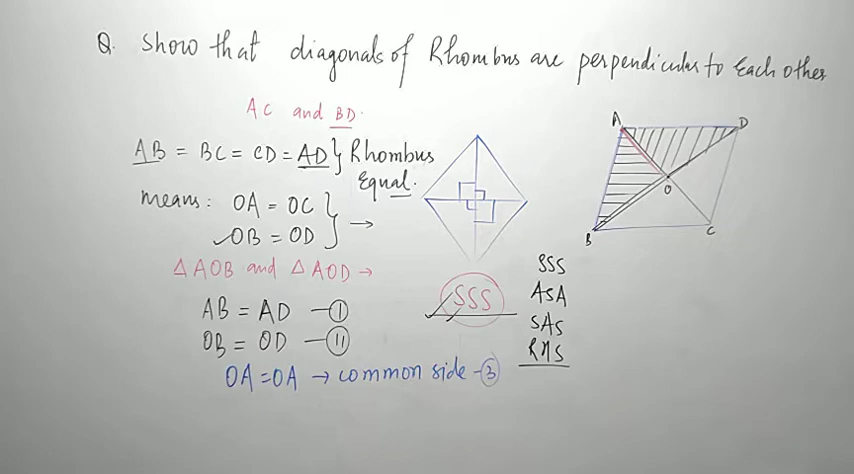 Q. Show that diagonals of Rhombus are perpendicular to Each other
AC and BD.
AB = BC = CD = AD } Rhombus
Equal.
means: OA = OC
OB = OD } →
△AOB and △AOD →
AB = AD —①
OB = OD —⑪
OA = OA → common side -③
SSS
SSS
ASA
SAS
RHS
A
D
O
B
C